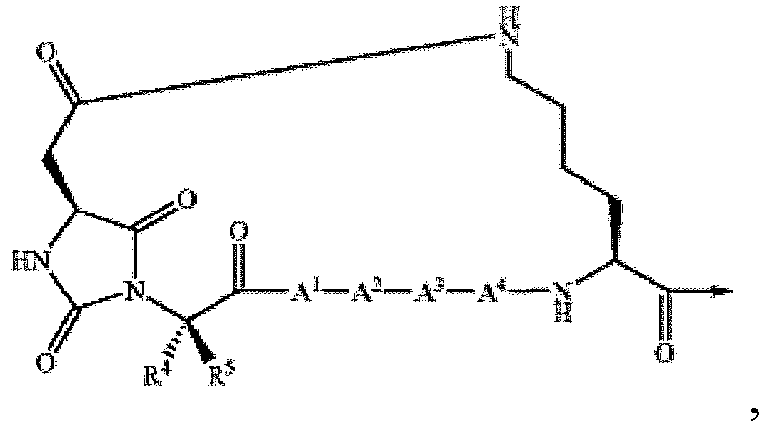 H
O N
O
O
HN
N A¹ A² A³ A⁴ N
H
O R⁴ R⁵ O
,